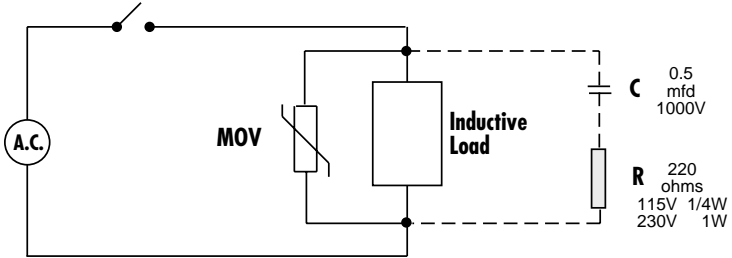 A.C.
MOV
Inductive
Load
C
0.5
mfd
1000V
R
220
ohms
115V 1/4W
230V 1W